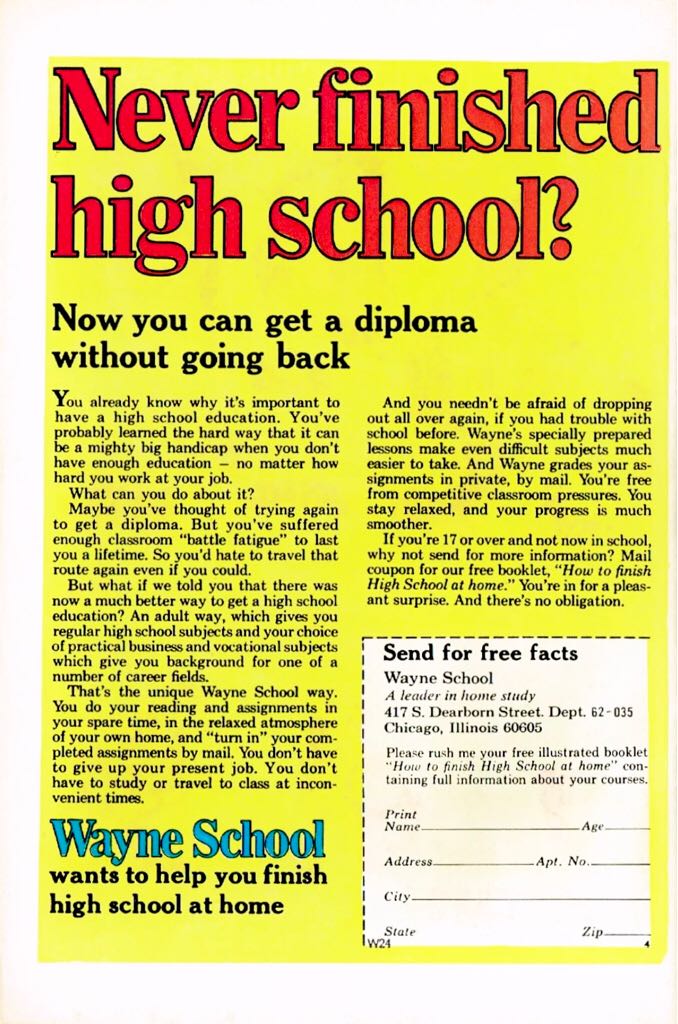 Never finished
high school?
Now you can get a diploma
without going back
You already know why it's important to
have a high school education. You've
probably learned the hard way that it can
be a mighty big handicap when you don't
have enough education – no matter how
hard you work at your job.
What can you do about it?
Maybe you've thought of trying again
to get a diploma. But you've suffered
enough classroom "battle fatigue" to last
you a lifetime. So you'd hate to travel that
route again even if you could.
But what if we told you that there was
now a much better way to get a high school
education? An adult way, which gives you
regular high school subjects and your choice
of practical business and vocational subjects
which give you background for one of a
number of career fields.
That's the unique Wayne School way.
You do your reading and assignments in
your spare time, in the relaxed atmosphere
of your own home, and "turn in" your com-
pleted assignments by mail. You don't have
to give up your present job. You don't
have to study or travel to class at incon-
venient times.
Wayne School
wants to help you finish
high school at home
And you needn't be afraid of dropping
out all over again, if you had trouble with
school before. Wayne's specially prepared
lessons make even difficult subjects much
easier to take. And Wayne grades your as-
signments in private, by mail. You're free
from competitive classroom pressures. You
stay relaxed, and your progress is much
smoother.
If you're 17 or over and not now in school,
why not send for more information? Mail
coupon for our free booklet, "How to finish
High School at home." You're in for a pleas-
ant surprise. And there's no obligation.
Send for free facts
Wayne School
A leader in home study
417 S. Dearborn Street. Dept. 62-035
Chicago, Illinois 60605
Please rush me your free illustrated booklet
"How to finish High School at home" con-
taining full information about your courses.
Print
Name Age
Address Apt. No.
City
State Zip
W24 4